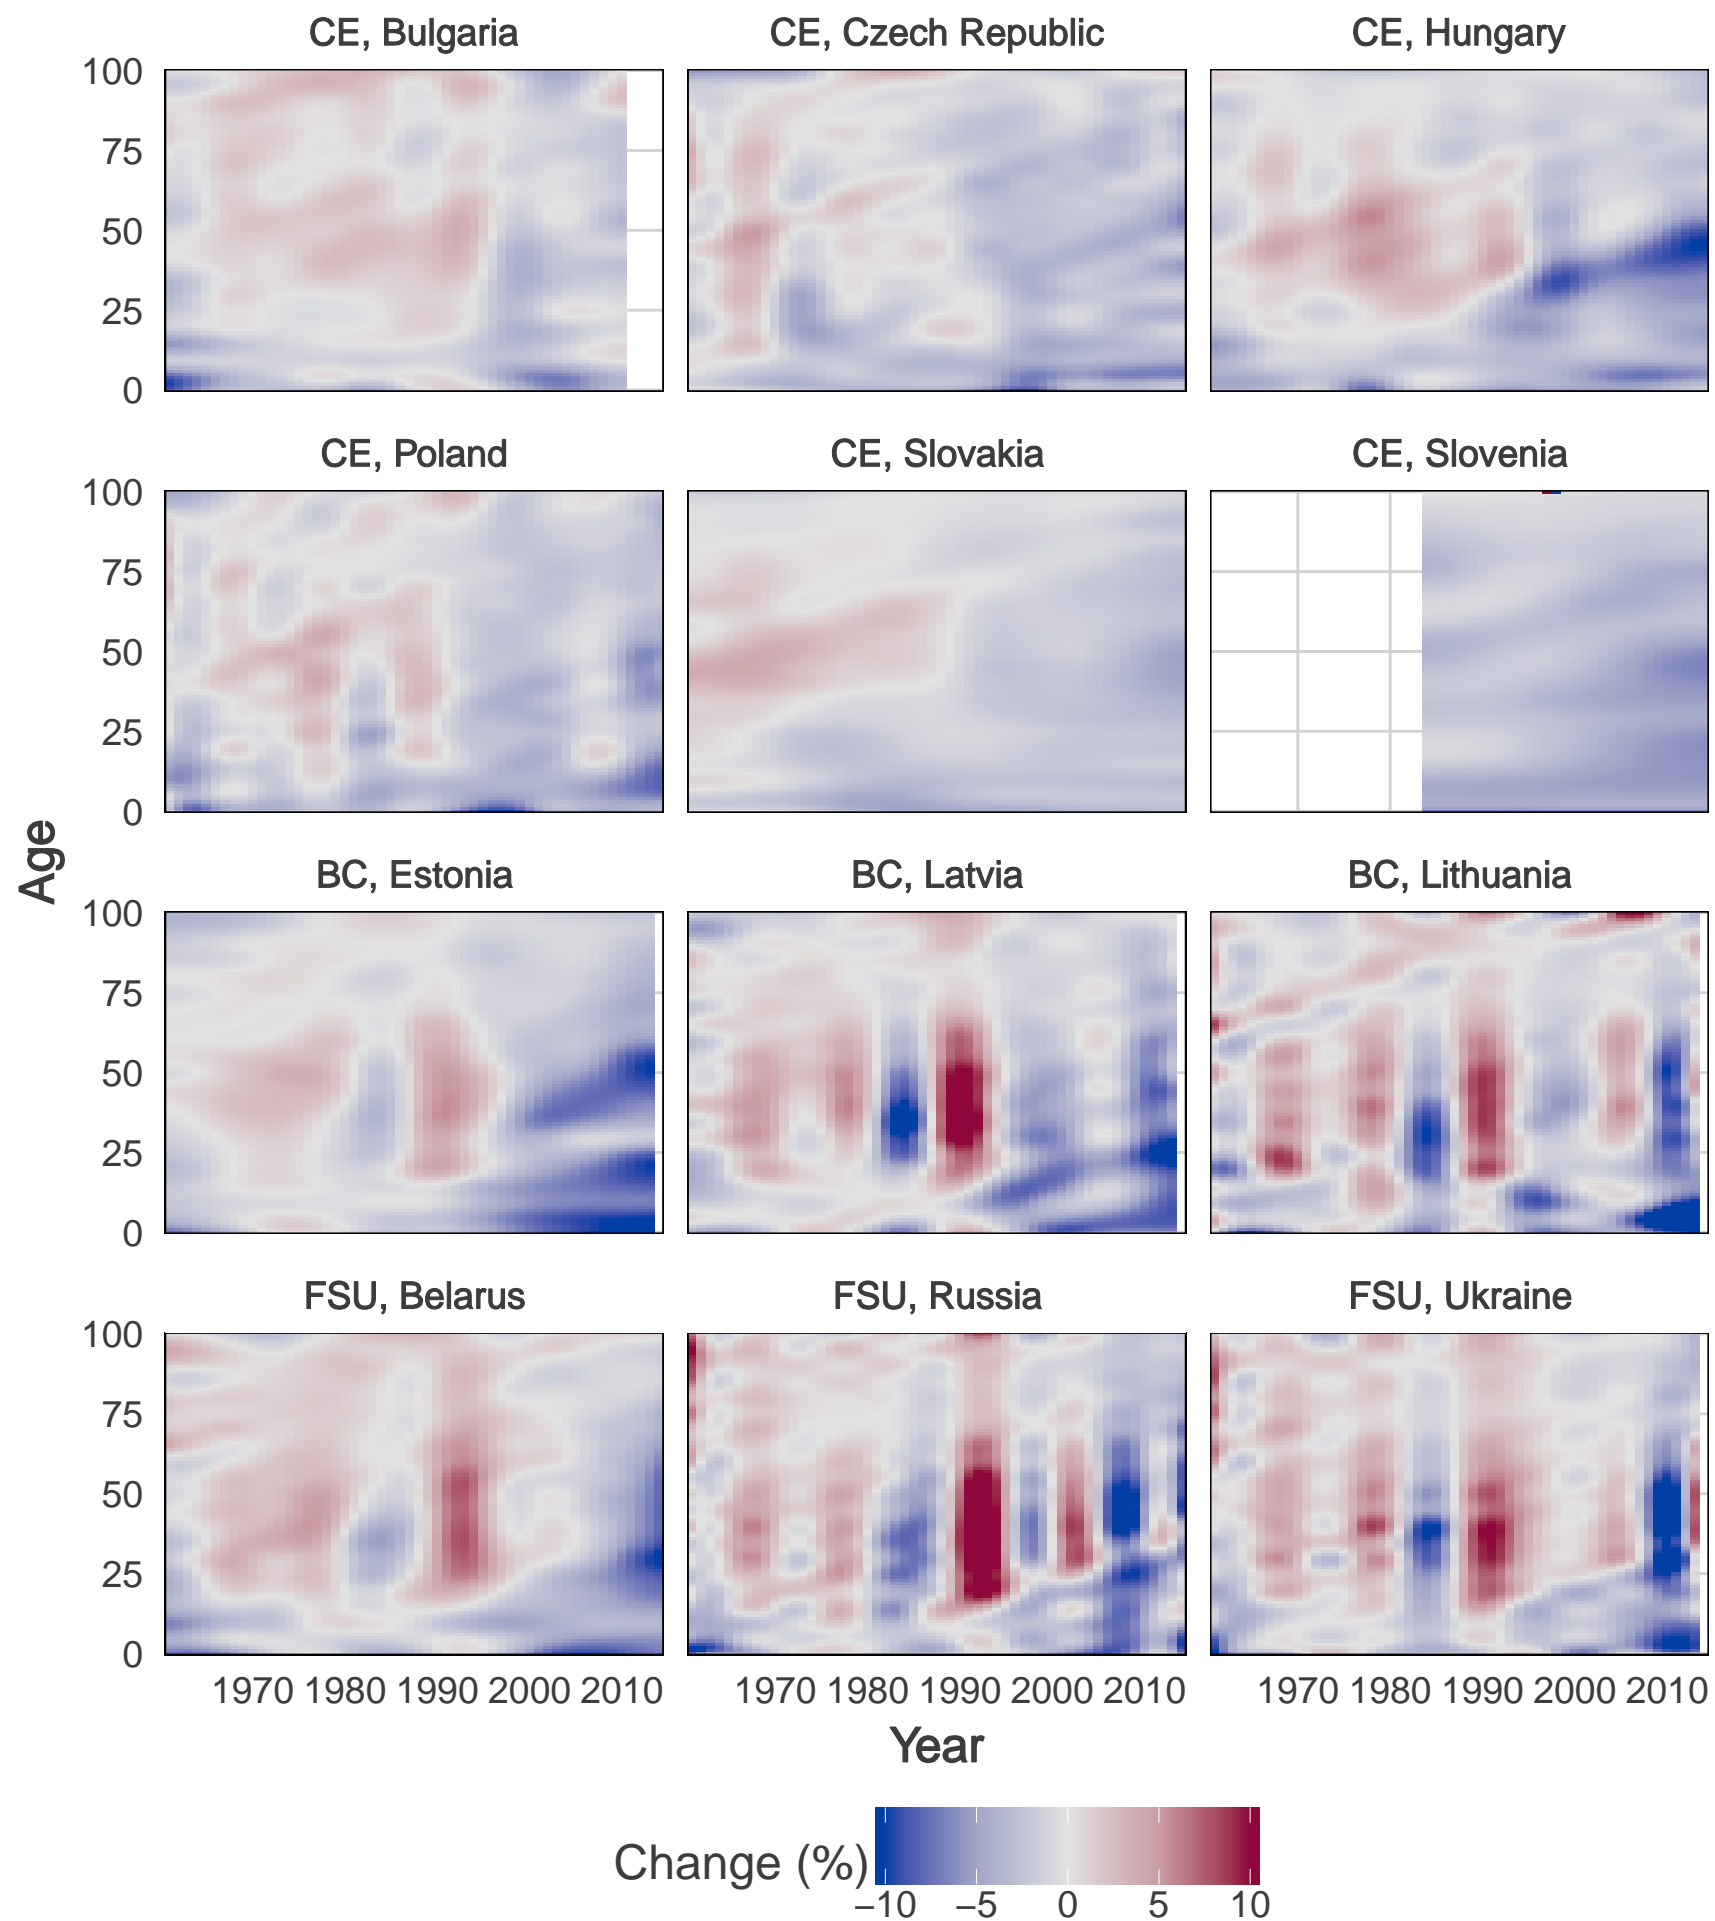 CE, Bulgaria CE, Czech Republic CE, Hungary
100
75
50
25
0
CE, Poland CE, Slovakia CE, Slovenia
100
75
50
25
0
Age
BC, Estonia BC, Latvia BC, Lithuania
100
75
50
25
0
FSU, Belarus FSU, Russia FSU, Ukraine
100
75
50
25
0
1970 1980 1990 2000 2010 1970 1980 1990 2000 2010 1970 1980 1990 2000 2010
Year
Change (%)
−10 −5 0 5 10